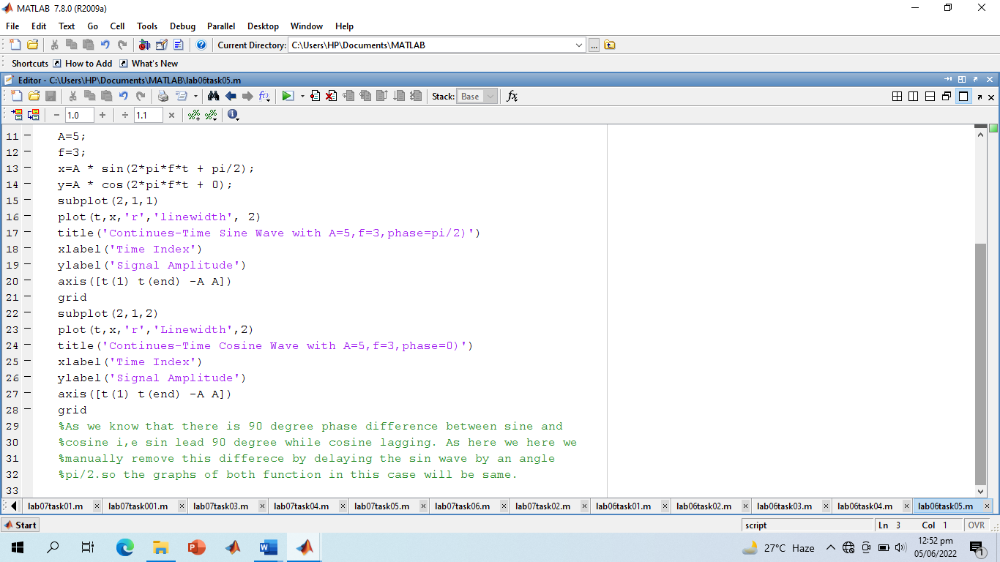 MATLAB 7.8.0 (R2009a)
File Edit Text Go Cell Tools Debug Parallel Desktop Window Help
Current Directory: C:\Users\HP\Documents\MATLAB ...
Shortcuts How to Add What's New
Editor - C:\Users\HP\Documents\MATLAB\lab06task05.m
Stack: Base fx
− 1.0 + ÷ 1.1 ×
11 − A=5;
12 − f=3;
13 − x=A * sin(2*pi*f*t + pi/2);
14 − y=A * cos(2*pi*f*t + 0);
15 − subplot(2,1,1)
16 − plot(t,x,'r','linewidth', 2)
17 − title('Continues-Time Sine Wave with A=5,f=3,phase=pi/2)')
18 − xlabel('Time Index')
19 − ylabel('Signal Amplitude')
20 − axis([t(1) t(end) -A A])
21 − grid
22 − subplot(2,1,2)
23 − plot(t,x,'r','Linewidth',2)
24 − title('Continues-Time Cosine Wave with A=5,f=3,phase=0)')
25 − xlabel('Time Index')
26 − ylabel('Signal Amplitude')
27 − axis([t(1) t(end) -A A])
28 − grid
29 %As we know that there is 90 degree phase difference between sine and
30 %cosine i,e sin lead 90 degree while cosine lagging. As here we here we
31 %manually remove this differece by delaying the sin wave by an angle
32 %pi/2.so the graphs of both function in this case will be same.
33
lab07task01.m lab07task001.m lab07task03.m lab07task04.m lab07task05.m lab07task06.m lab07task02.m lab06task01.m lab06task02.m lab06task03.m lab06task04.m lab06task05.m
Start script Ln 3 Col 1 OVR
27°C Haze 12:52 pm
05/06/2022 1